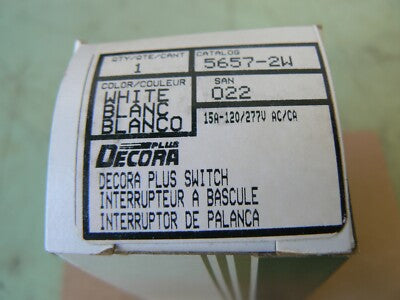 QTY/QTE/CANT
1
CATALOG
5657-2W
COLOR/COULEUR
WHITE
BLANC
BLANCO
SAN
022
15A-120/277V AC/CA
DECORA PLUS
DECORA PLUS SWITCH
INTERRUPTEUR A BASCULE
INTERRUPTOR DE PALANCA